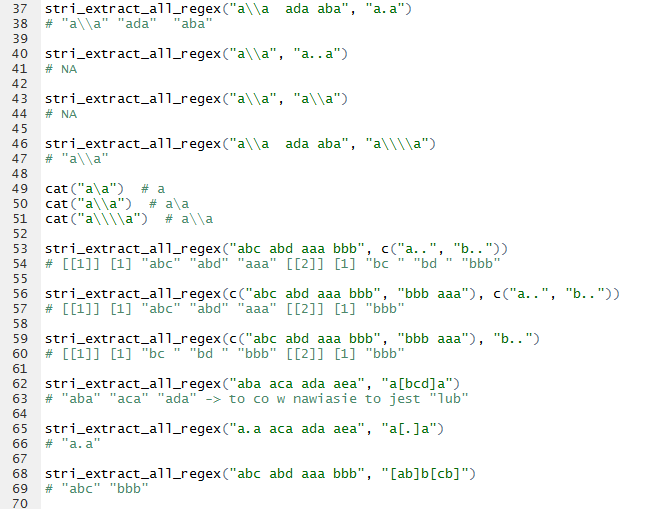 37 stri_extract_all_regex("a\\a  ada aba", "a.a")
38 # "a\\a" "ada"  "aba"
39
40 stri_extract_all_regex("a\\a", "a..a")
41 # NA
42
43 stri_extract_all_regex("a\\a", "a\\a")
44 # NA
45
46 stri_extract_all_regex("a\\a  ada aba", "a\\\\a")
47 # "a\\a"
48
49 cat("a\a")  # a
50 cat("a\\a")  # a\a
51 cat("a\\\\a")  # a\\a
52
53 stri_extract_all_regex("abc abd aaa bbb", c("a..", "b.."))
54 # [[1]] [1] "abc" "abd" "aaa" [[2]] [1] "bc " "bd " "bbb"
55
56 stri_extract_all_regex(c("abc abd aaa bbb", "bbb aaa"), c("a..", "b.."))
57 # [[1]] [1] "abc" "abd" "aaa" [[2]] [1] "bbb"
58
59 stri_extract_all_regex(c("abc abd aaa bbb", "bbb aaa"), "b..")
60 # [[1]] [1] "bc " "bd " "bbb" [[2]] [1] "bbb"
61
62 stri_extract_all_regex("aba aca ada aea", "a[bcd]a")
63 # "aba" "aca" "ada" -> to co w nawiasie to jest "lub"
64
65 stri_extract_all_regex("a.a aca ada aea", "a[.]a")
66 # "a.a"
67
68 stri_extract_all_regex("abc abd aaa bbb", "[ab]b[cb]")
69 # "abc" "bbb"
70